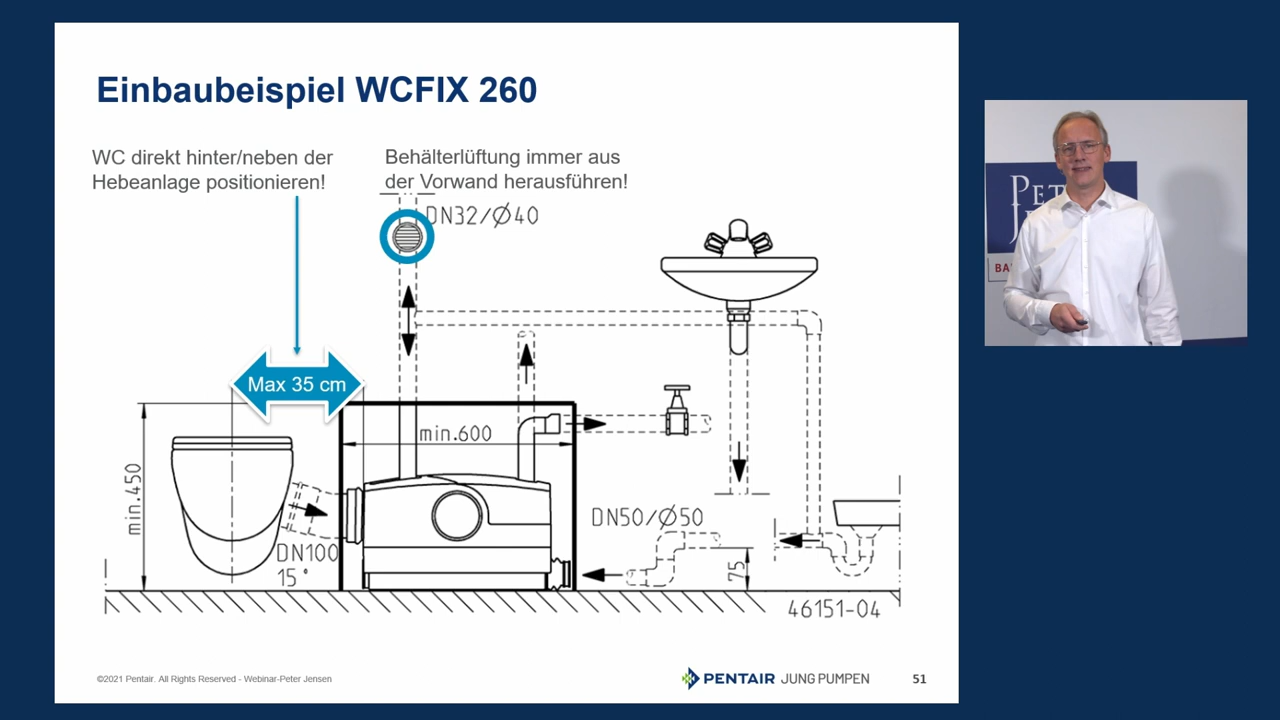 Einbaubeispiel WCFIX 260
WC direkt hinter/neben der
Hebeanlage positionieren!
Behälterlüftung immer aus
der Vorwand herausführen!
DN32/Ø40
Max 35 cm
min.600
min.450
DN50/Ø50
DN100
15°
75
46151-04
©2021 Pentair. All Rights Reserved - Webinar-Peter Jensen
PENTAIR JUNG PUMPEN
51
BA